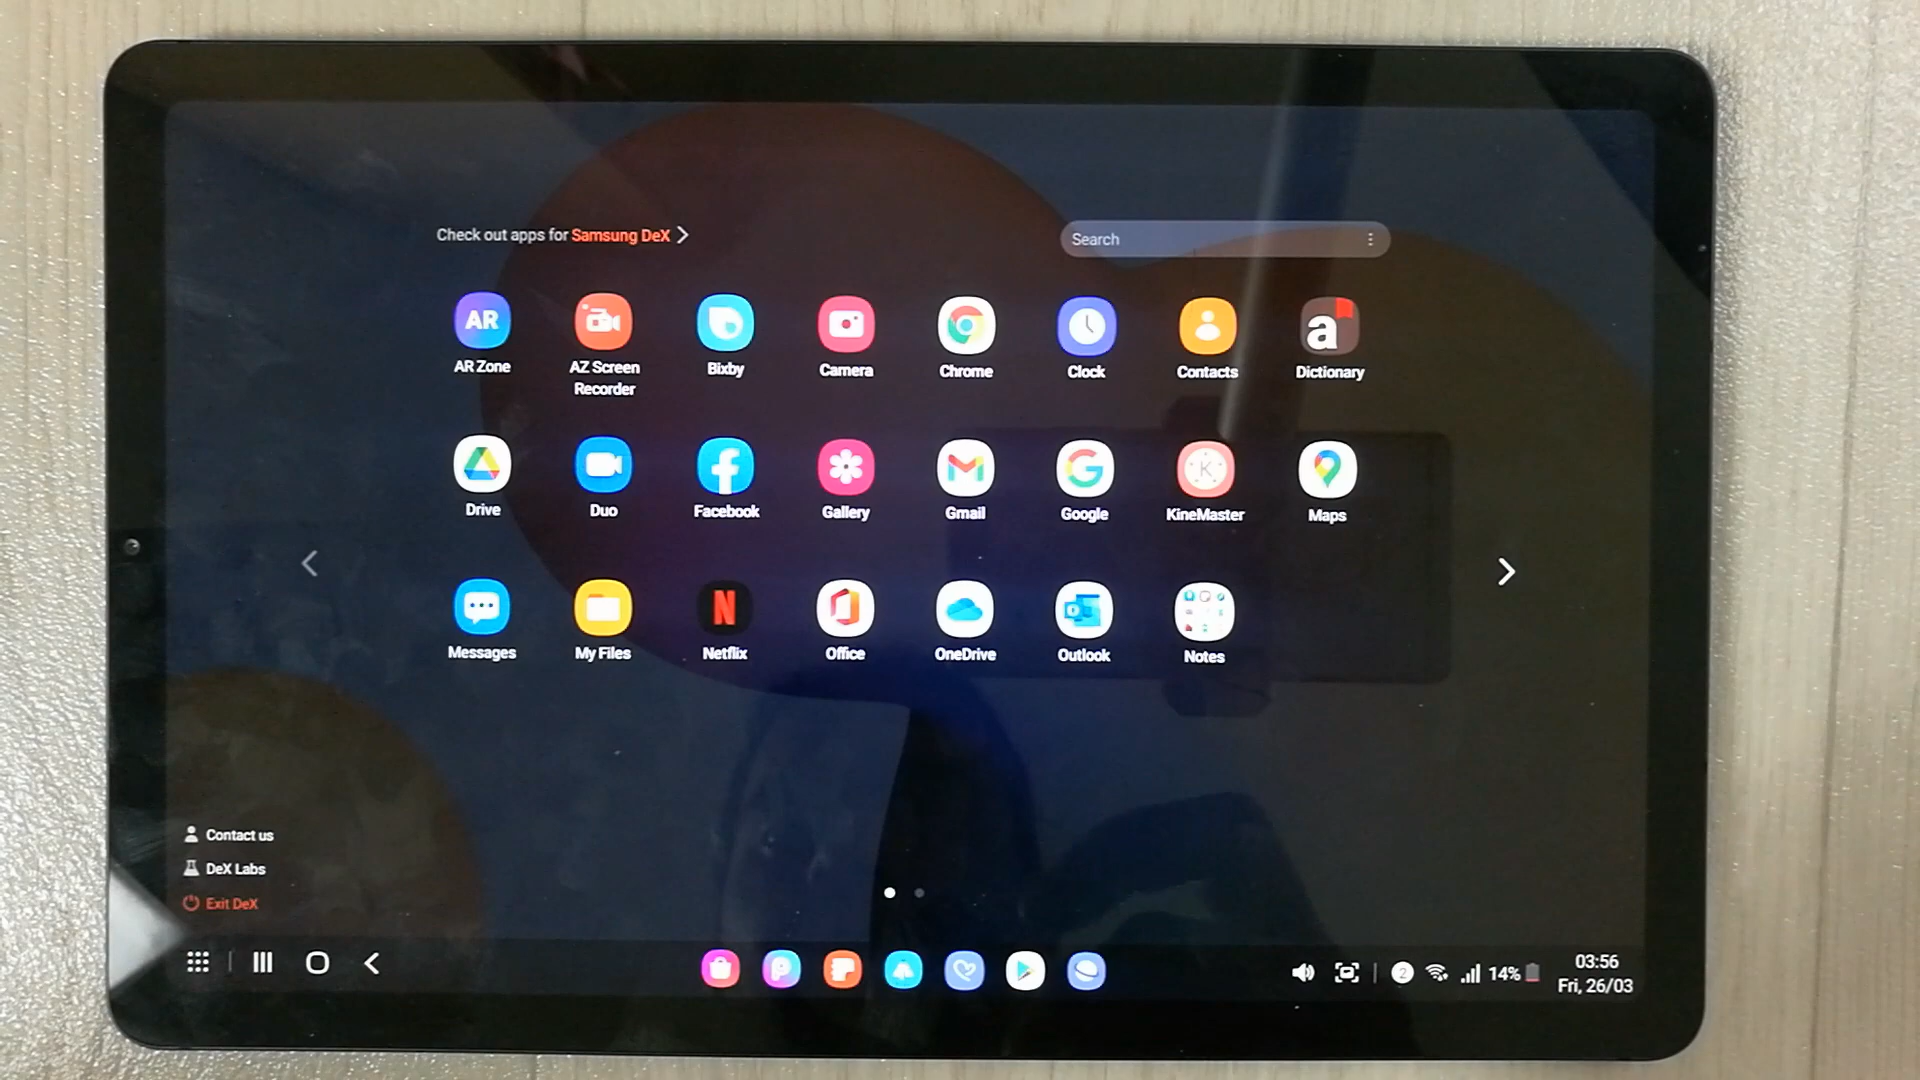 Check out apps for Samsung DeX
Search
AR
AR Zone
AZ Screen
Recorder
Bixby
Camera
Chrome
Clock
Contacts
a
Dictionary
Drive
Duo
Facebook
Gallery
Gmail
G
Google
K
KineMaster
Maps
Messages
My Files
N
Netflix
Office
OneDrive
Outlook
Notes
Contact us
DeX Labs
Exit DeX
2
14%
03:56
Fri, 26/03